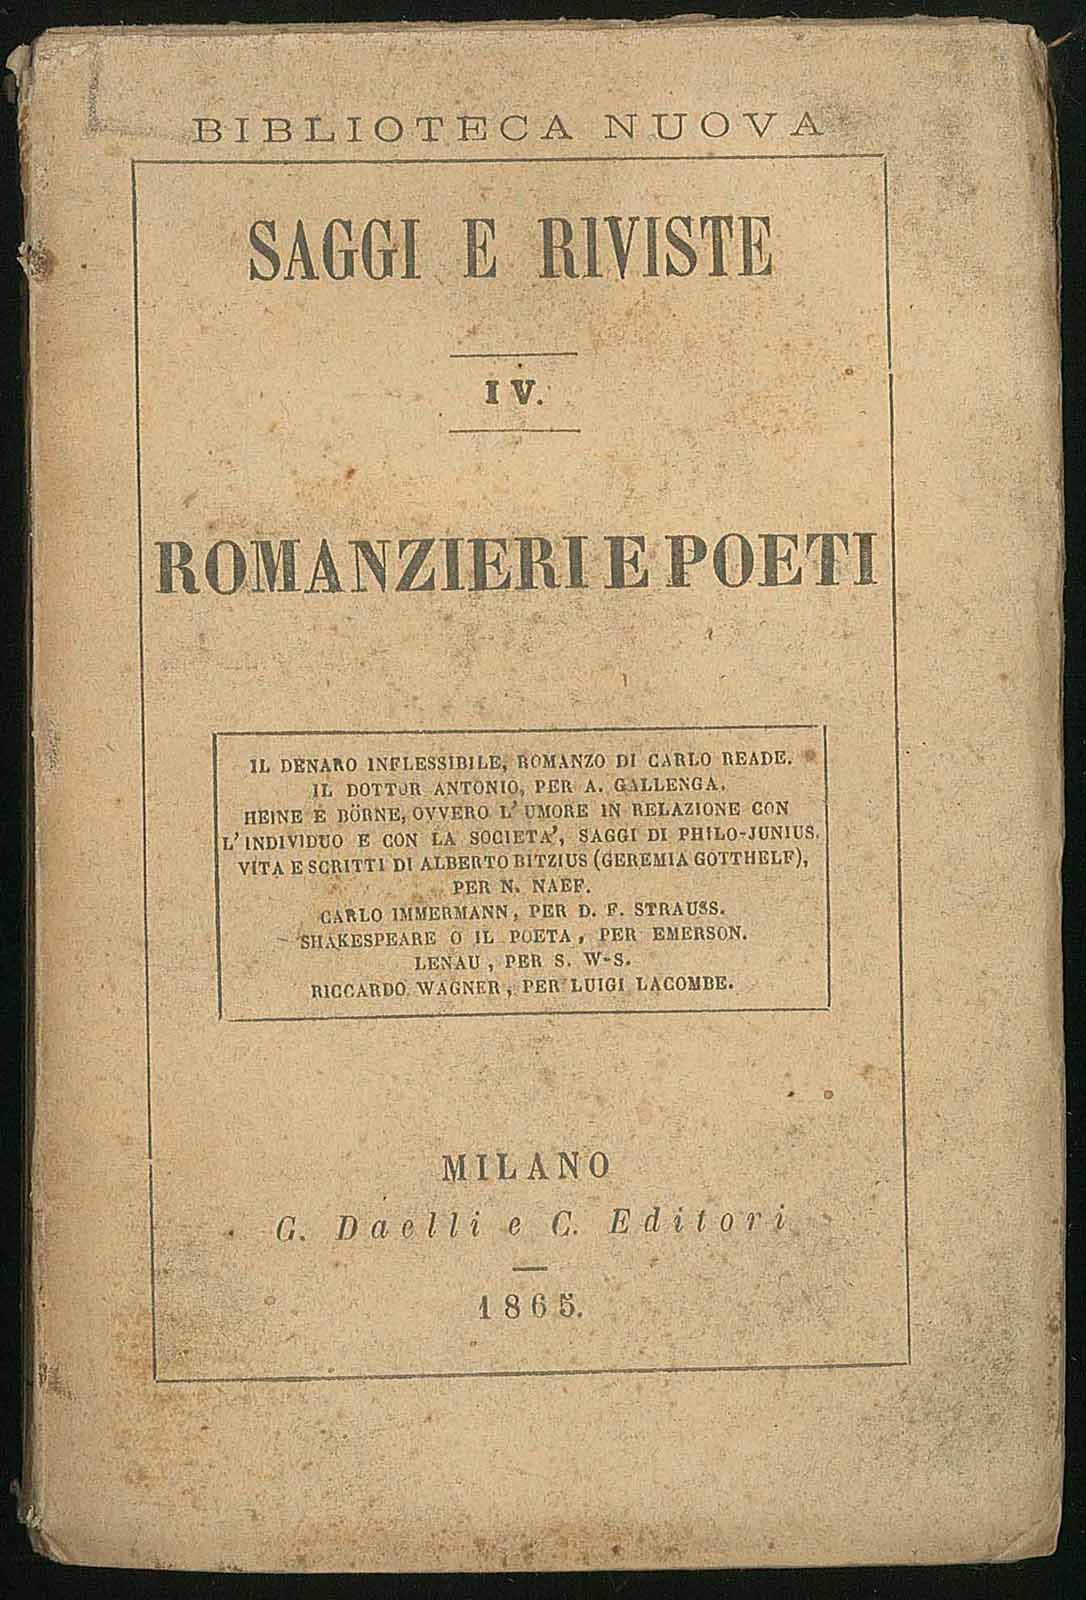 BIBLIOTECA NUOVA
SAGGI E RIVISTE
IV.
ROMANZIERI E POETI
IL DENARO INFLESSIBILE, ROMANZO DI CARLO READE.
IL DOTTOR ANTONIO, PER A. GALLENGA.
HEINE E BÖRNE, OVVERO L' UMORE IN RELAZIONE CON
L' INDIVIDUO E CON LA SOCIETA', SAGGI DI PHILO-JUNIUS.
VITA E SCRITTI DI ALBERTO BITZIUS (GEREMIA GOTTHELF),
PER N. NAEF.
CARLO IMMERMANN, PER D. F. STRAUSS.
SHAKESPEARE O IL POETA, PER EMERSON.
LENAU, PER S. W-S.
RICCARDO WAGNER, PER LUIGI LACOMBE.
MILANO
G. Daelli e C. Editori
1865.